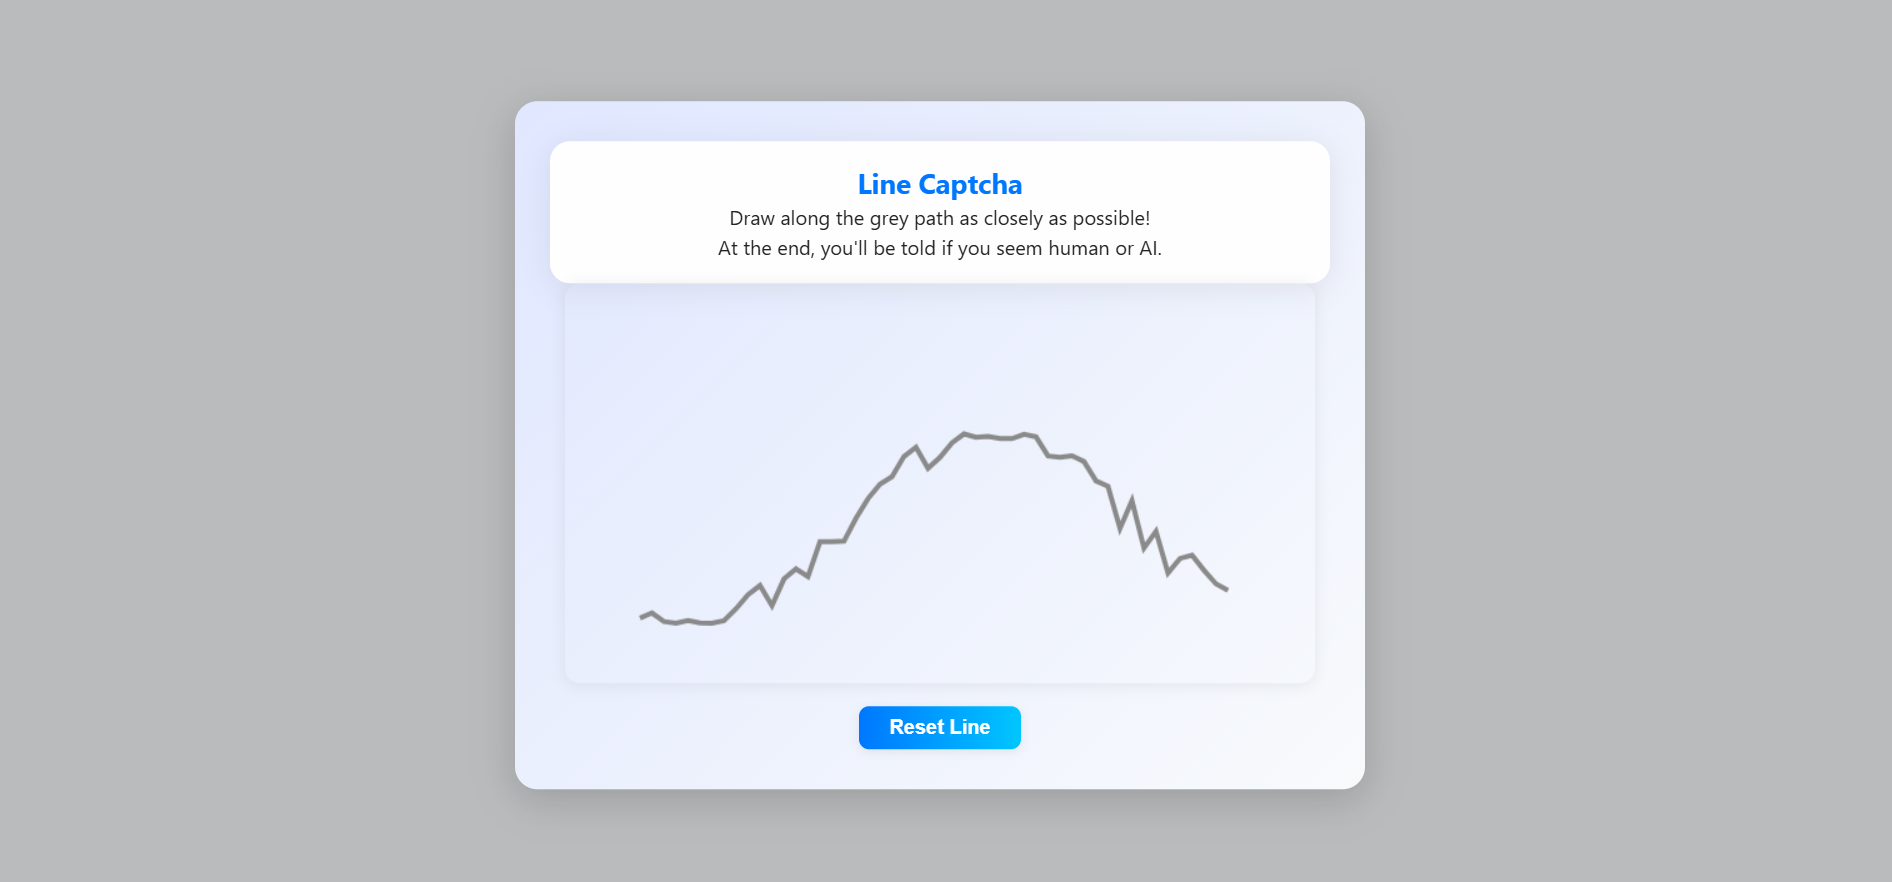 Line Captcha
Draw along the grey path as closely as possible!
At the end, you'll be told if you seem human or AI.
Reset Line